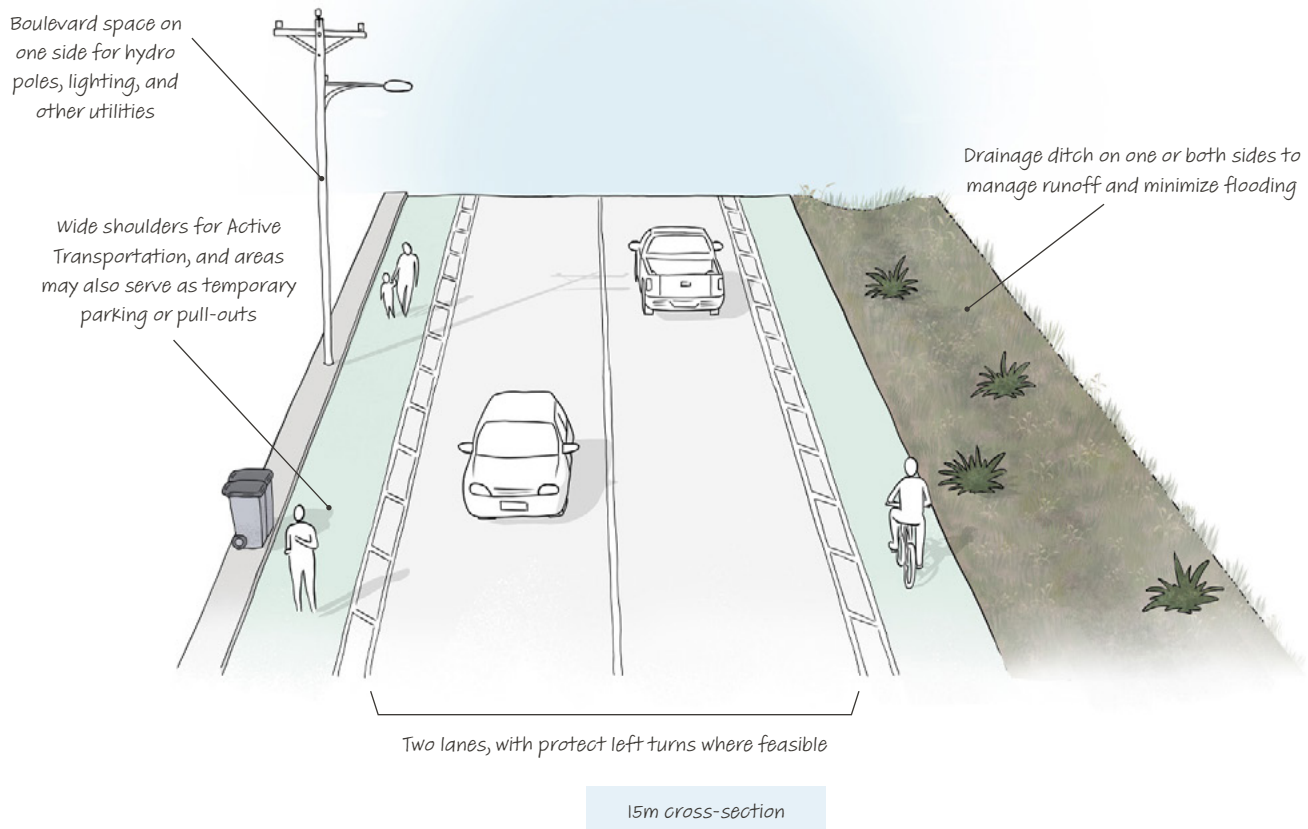 Boulevard space on
one side for hydro
poles, lighting, and
other utilities
Drainage ditch on one or both sides to
manage runoff and minimize flooding
Wide shoulders for Active
Transportation, and areas
may also serve as temporary
parking or pull-outs
Two lanes, with protect left turns where feasible
15m cross-section